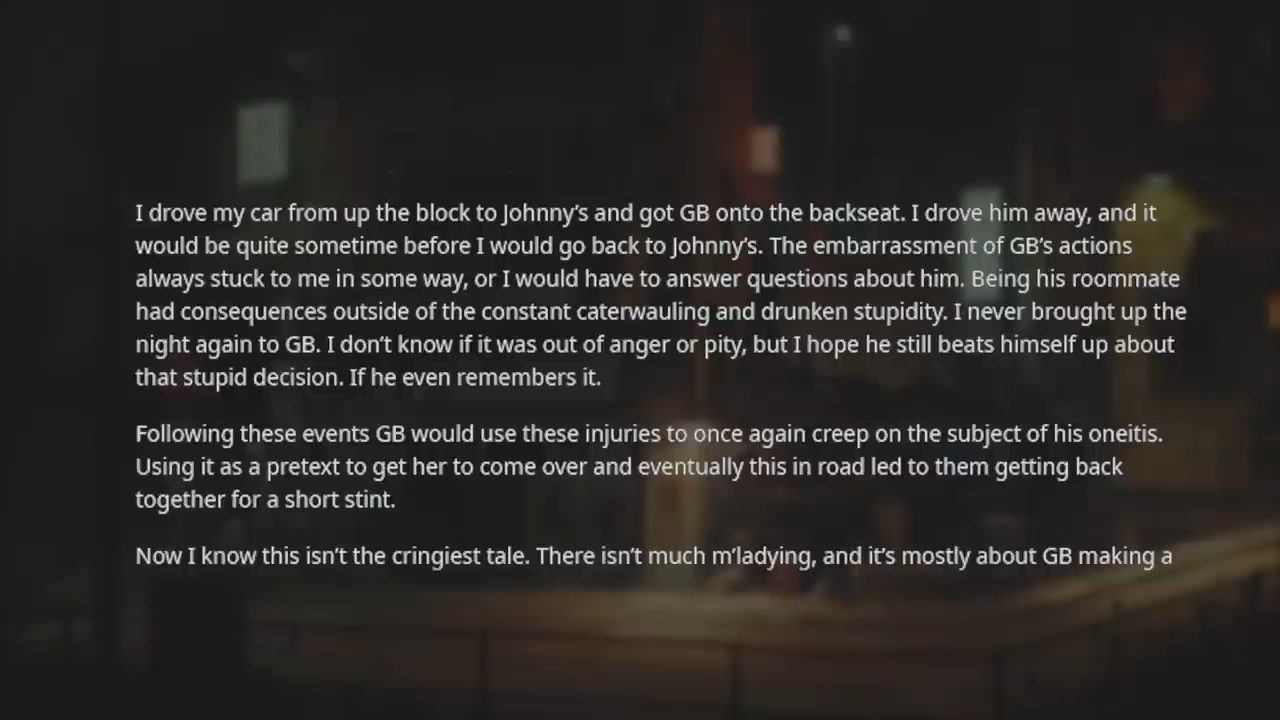 I drove my car from up the block to Johnny’s and got GB onto the backseat. I drove him away, and it
would be quite sometime before I would go back to Johnny’s. The embarrassment of GB’s actions
always stuck to me in some way, or I would have to answer questions about him. Being his roommate
had consequences outside of the constant caterwauling and drunken stupidity. I never brought up the
night again to GB. I don’t know if it was out of anger or pity, but I hope he still beats himself up about
that stupid decision. If he even remembers it.
Following these events GB would use these injuries to once again creep on the subject of his oneitis.
Using it as a pretext to get her to come over and eventually this in road led to them getting back
together for a short stint.
Now I know this isn’t the cringiest tale. There isn’t much m’ladying, and it’s mostly about GB making a